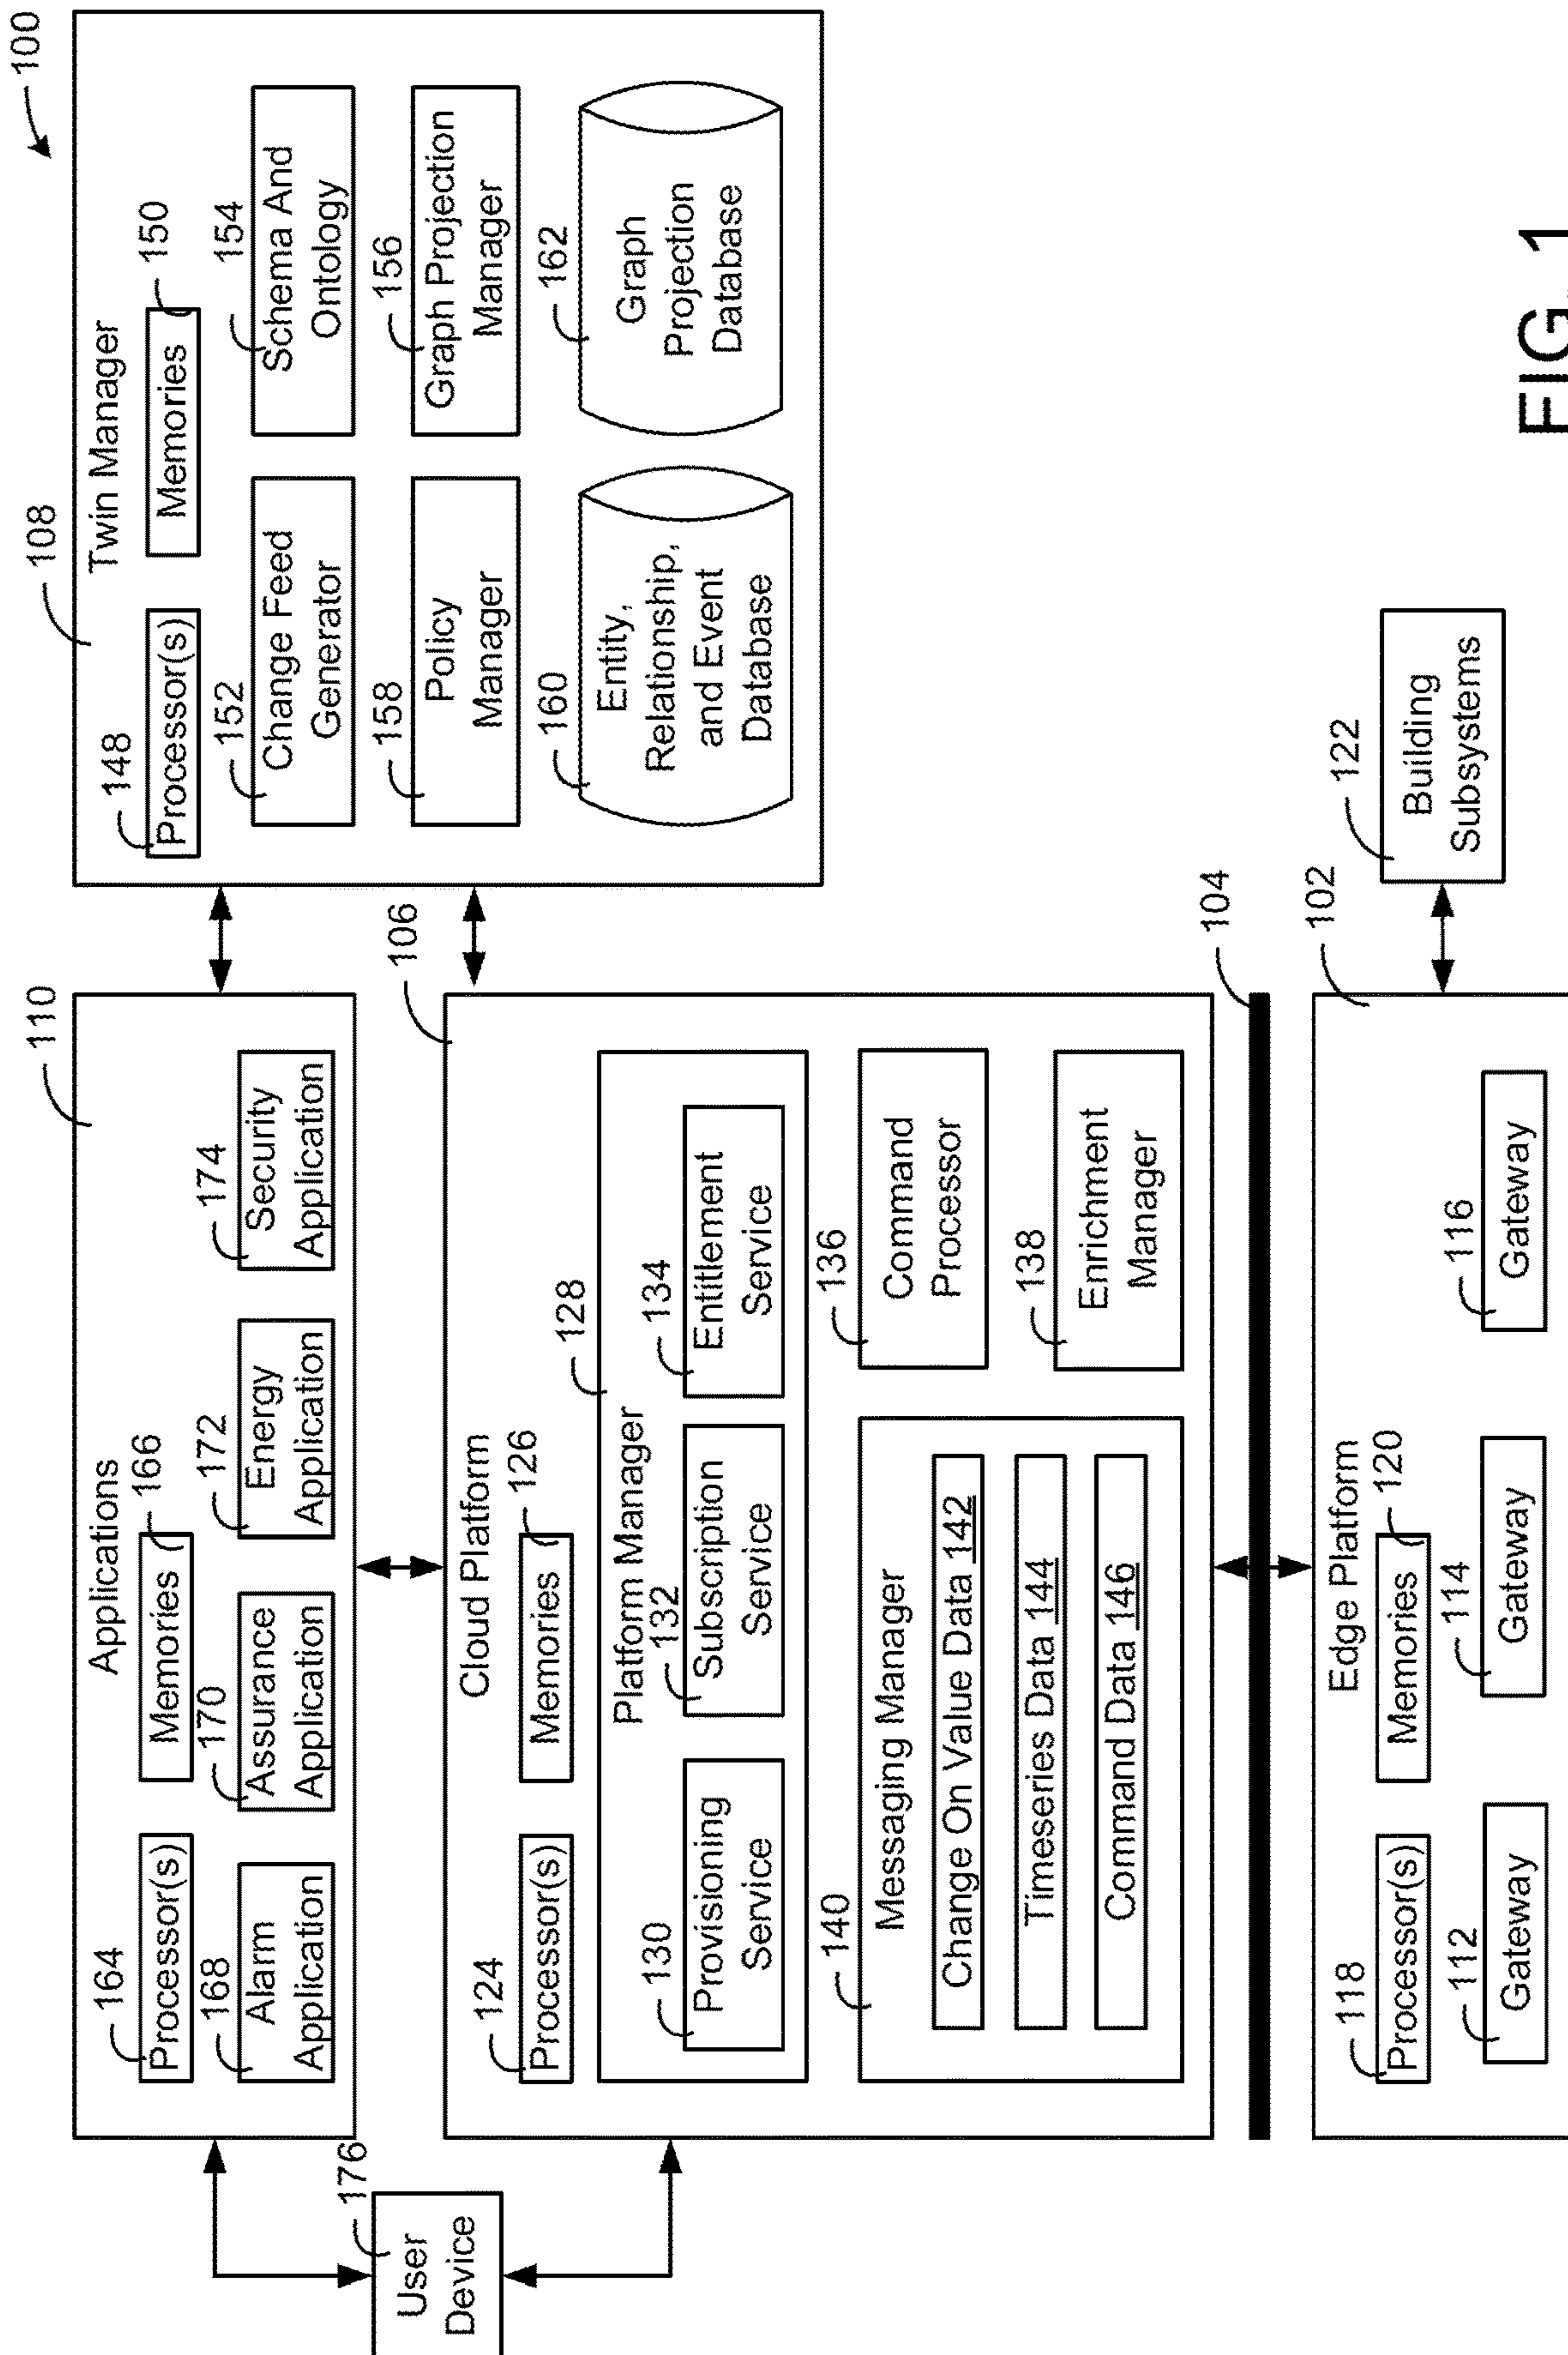 100
110
Applications
164
Processor(s)
Memories
166
168
Alarm
Application
170
Assurance
Application
172
Energy
Application
174
Security
Application
176
User
Device
106
Cloud Platform
124
Processor(s)
Memories
126
128
Platform Manager
130
Provisioning
Service
132
Subscription
Service
134
Entitlement
Service
140
Messaging Manager
Change On Value Data 142
Timeseries Data 144
Command Data 146
136
Command
Processor
138
Enrichment
Manager
104
102
Edge Platform
118
Processor(s)
Memories
120
112
Gateway
114
Gateway
116
Gateway
122
Building
Subsystems
108
Twin Manager
148
Processor(s)
Memories
150
152
Change Feed
Generator
154
Schema And
Ontology
158
Policy
Manager
156
Graph Projection
Manager
160
Entity,
Relationship,
and Event
Database
162
Graph
Projection
Database
FIG. 1